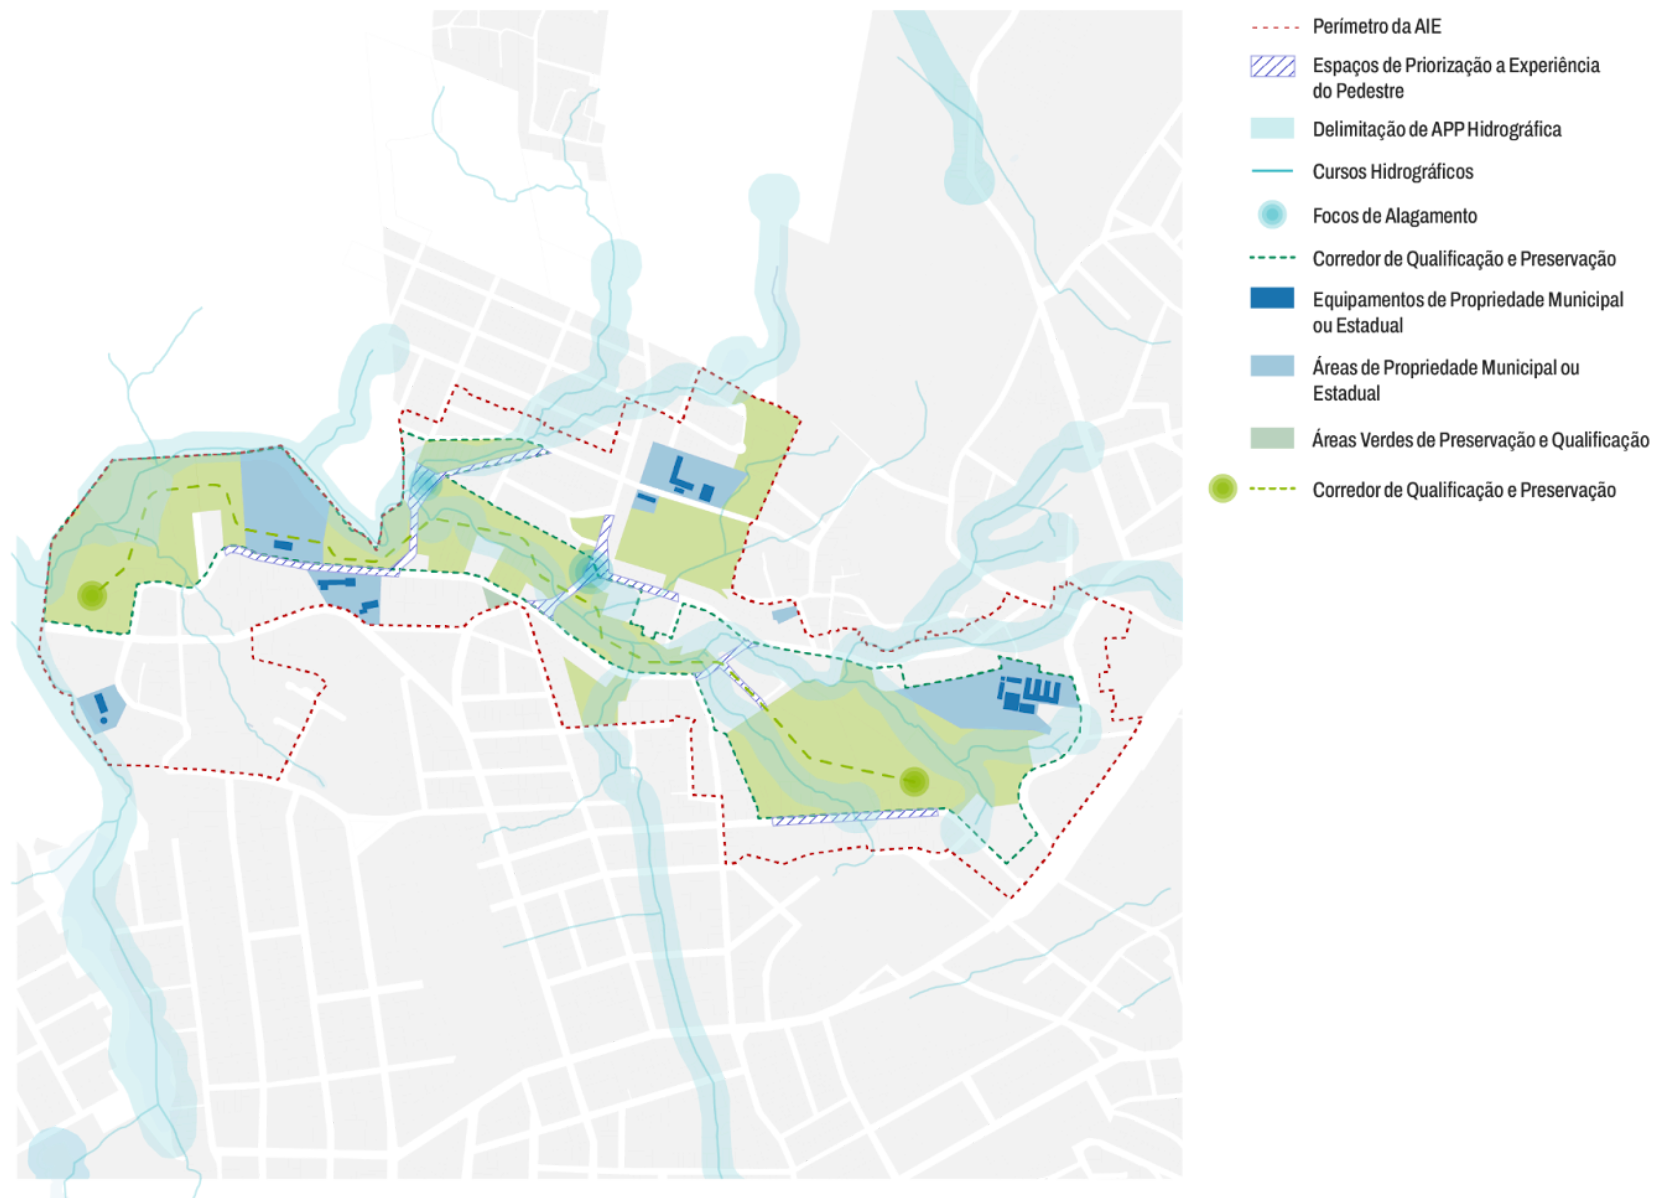 Perímetro da AIE
Espaços de Priorização a Experiência
do Pedestre
Delimitação de APP Hidrográfica
Cursos Hidrográficos
Focos de Alagamento
Corredor de Qualificação e Preservação
Equipamentos de Propriedade Municipal
ou Estadual
Áreas de Propriedade Municipal ou
Estadual
Áreas Verdes de Preservação e Qualificação
Corredor de Qualificação e Preservação